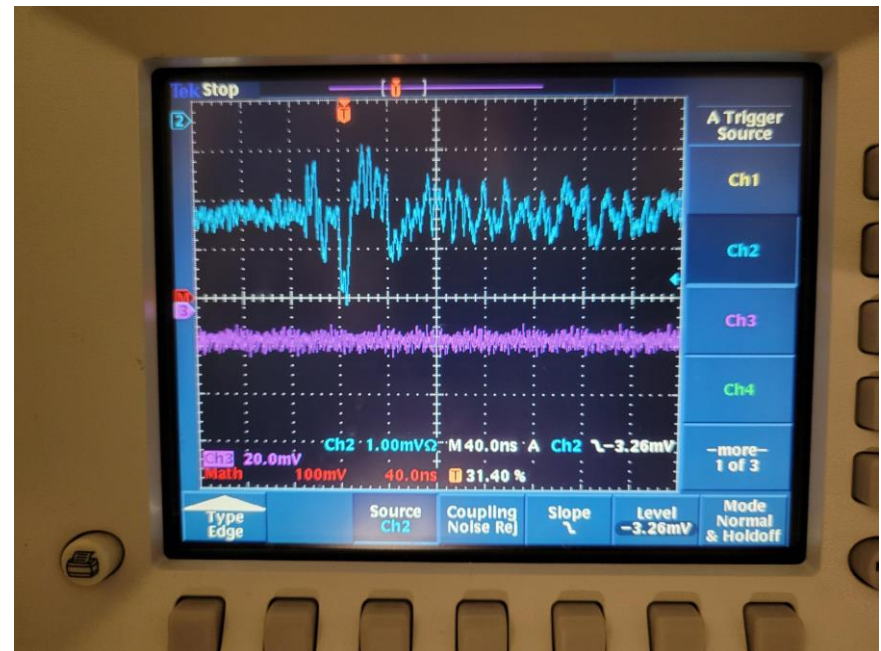 Tek Stop
[ T ]
T
2
A Trigger
Source
Ch1
Ch2
M
3
Ch3
Ch4
Ch2 1.00mVΩ M 40.0ns A Ch2 -3.26mV
Ch3 20.0mV
Math 100mV 40.0ns T 31.40 %
-more-
1 of 3
Type
Edge
Source
Ch2
Coupling
Noise Rej
Slope
Level
-3.26mV
Mode
Normal
& Holdoff